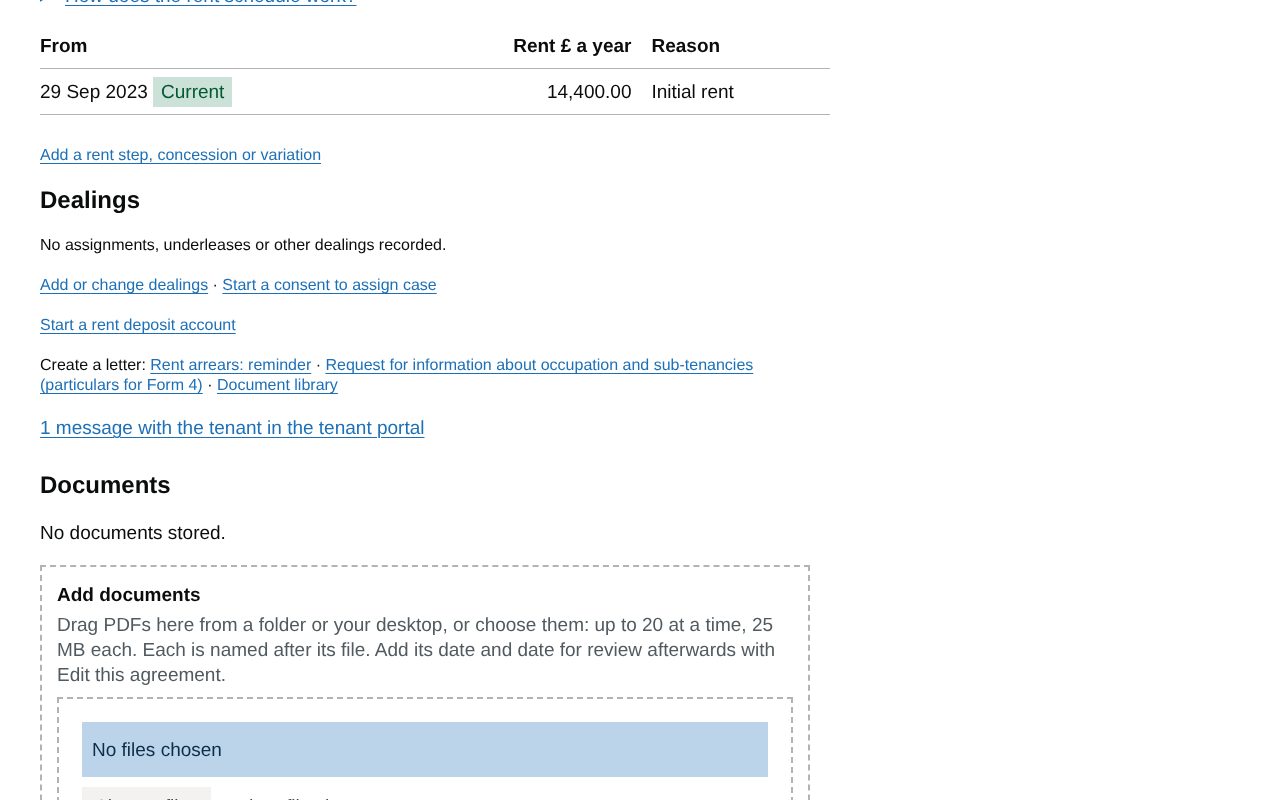 How does the rent schedule work?
From Rent £ a year Reason
29 Sep 2023 Current 14,400.00 Initial rent
Add a rent step, concession or variation
Dealings
No assignments, underleases or other dealings recorded.
Add or change dealings · Start a consent to assign case
Start a rent deposit account
Create a letter: Rent arrears: reminder · Request for information about occupation and sub-tenancies
(particulars for Form 4) · Document library
1 message with the tenant in the tenant portal
Documents
No documents stored.
Add documents
Drag PDFs here from a folder or your desktop, or choose them: up to 20 at a time, 25
MB each. Each is named after its file. Add its date and date for review afterwards with
Edit this agreement.
No files chosen